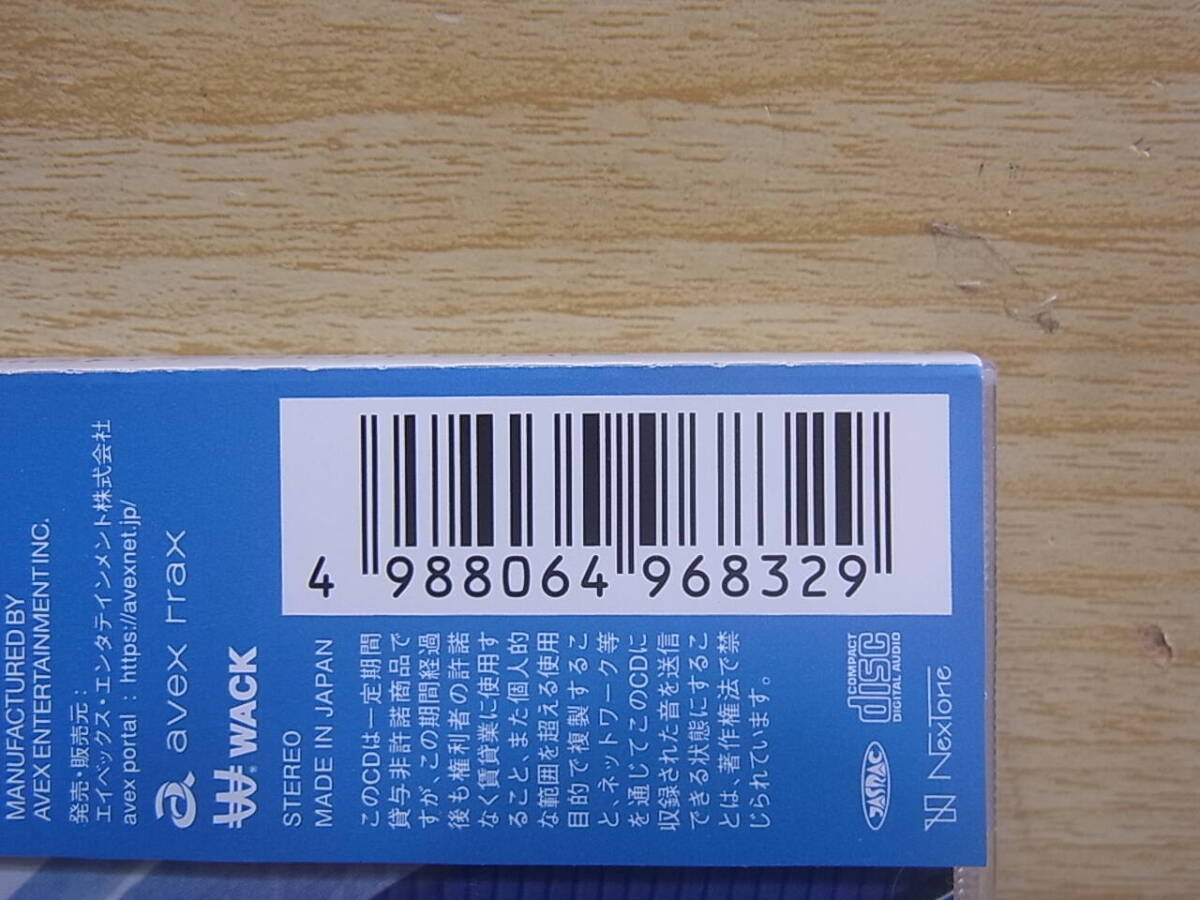 4 988064 968329
MANUFACTURED BY
AVEX ENTERTAINMENT INC.
発売・販売元：
エイベックス・エンタテインメント株式会社
avex portal : https://avexnet.jp/
avex trax
WACK
STEREO
MADE IN JAPAN
このCDは一定期間
貸与非許諾商品で
すが、この期間経過
後も権利者の許諾
なく賃貸業に使用す
ること、また個人的
な範囲を超える使用
目的で複製するこ
と、ネットワーク等
を通じてこのCDに
収録された音を送信
できる状態にするこ
とは、著作権法で禁
じられています。
COMPACT
disc
DIGITAL AUDIO
JASRAC
NexTone